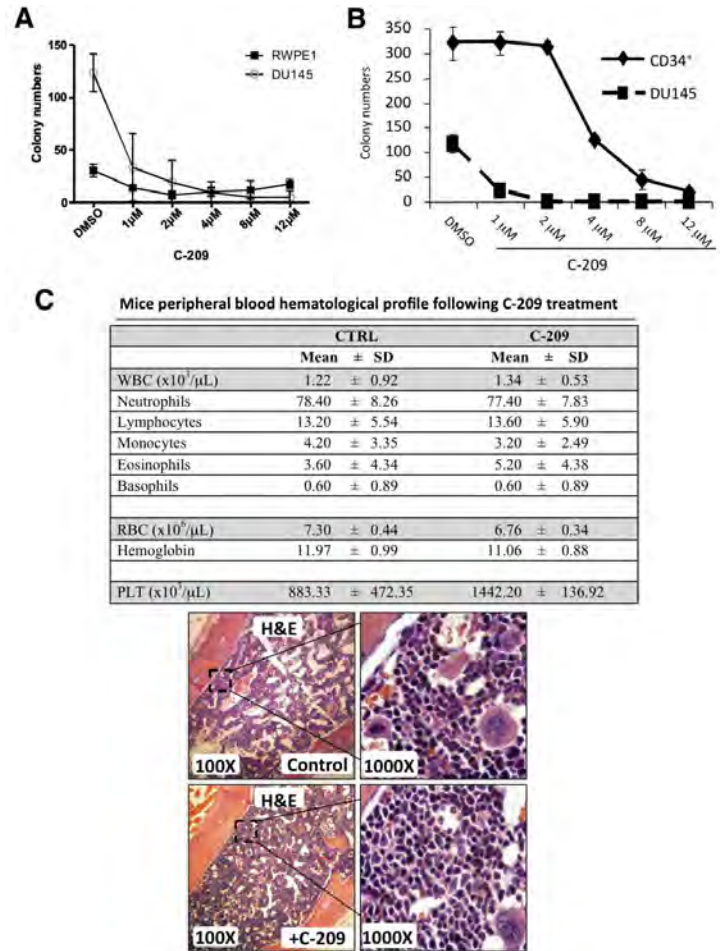 A
150
100
50
0
Colony numbers
RWPE1
DU145
DMSO
1µM
2µM
4µM
8µM
12µM
C-209
B
350
300
250
200
150
100
50
0
Colony numbers
CD34⁺
DU145
DMSO
1 µM
2 µM
4 µM
8 µM
12 µM
C-209
C
Mice peripheral blood hematological profile following C-209 treatment
CTRL C-209
Mean ± SD Mean ± SD
WBC (x10³/µL) 1.22 ± 0.92 1.34 ± 0.53
Neutrophils 78.40 ± 8.26 77.40 ± 7.83
Lymphocytes 13.20 ± 5.54 13.60 ± 5.90
Monocytes 4.20 ± 3.35 3.20 ± 2.49
Eosinophils 3.60 ± 4.34 5.20 ± 4.38
Basophils 0.60 ± 0.89 0.60 ± 0.89
RBC (x10⁶/µL) 7.30 ± 0.44 6.76 ± 0.34
Hemoglobin 11.97 ± 0.99 11.06 ± 0.88
PLT (x10³/µL) 883.33 ± 472.35 1442.20 ± 136.92
H&E
100X Control 1000X
H&E
100X +C-209 1000X